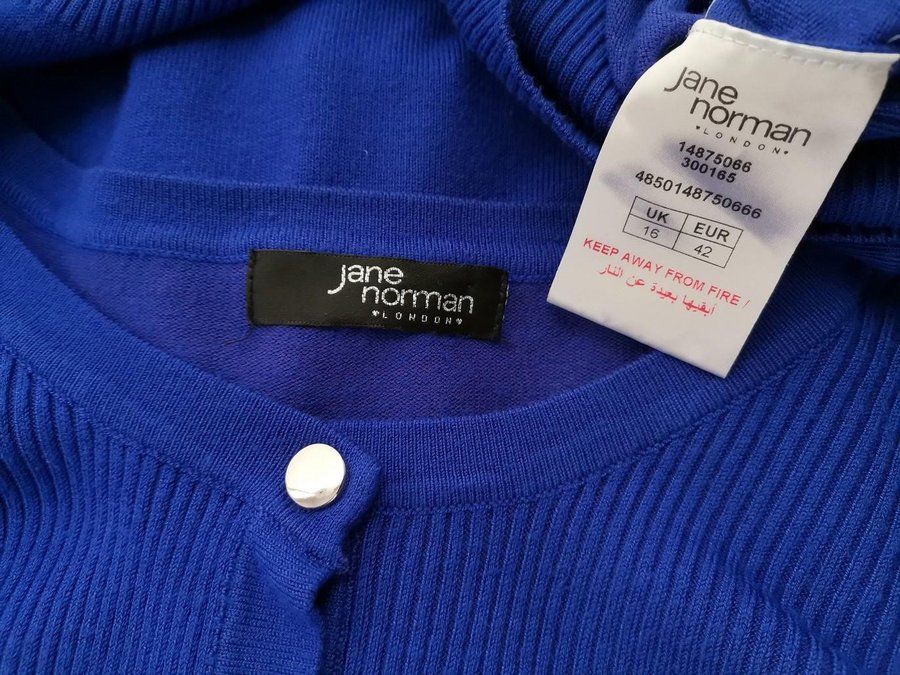 jane
norman
♥LONDON♥
jane
norman
♥LONDON♥
14875066
300165
4850148750666
UK EUR
16 42
KEEP AWAY FROM FIRE /
أبقيها بعيدة عن النار